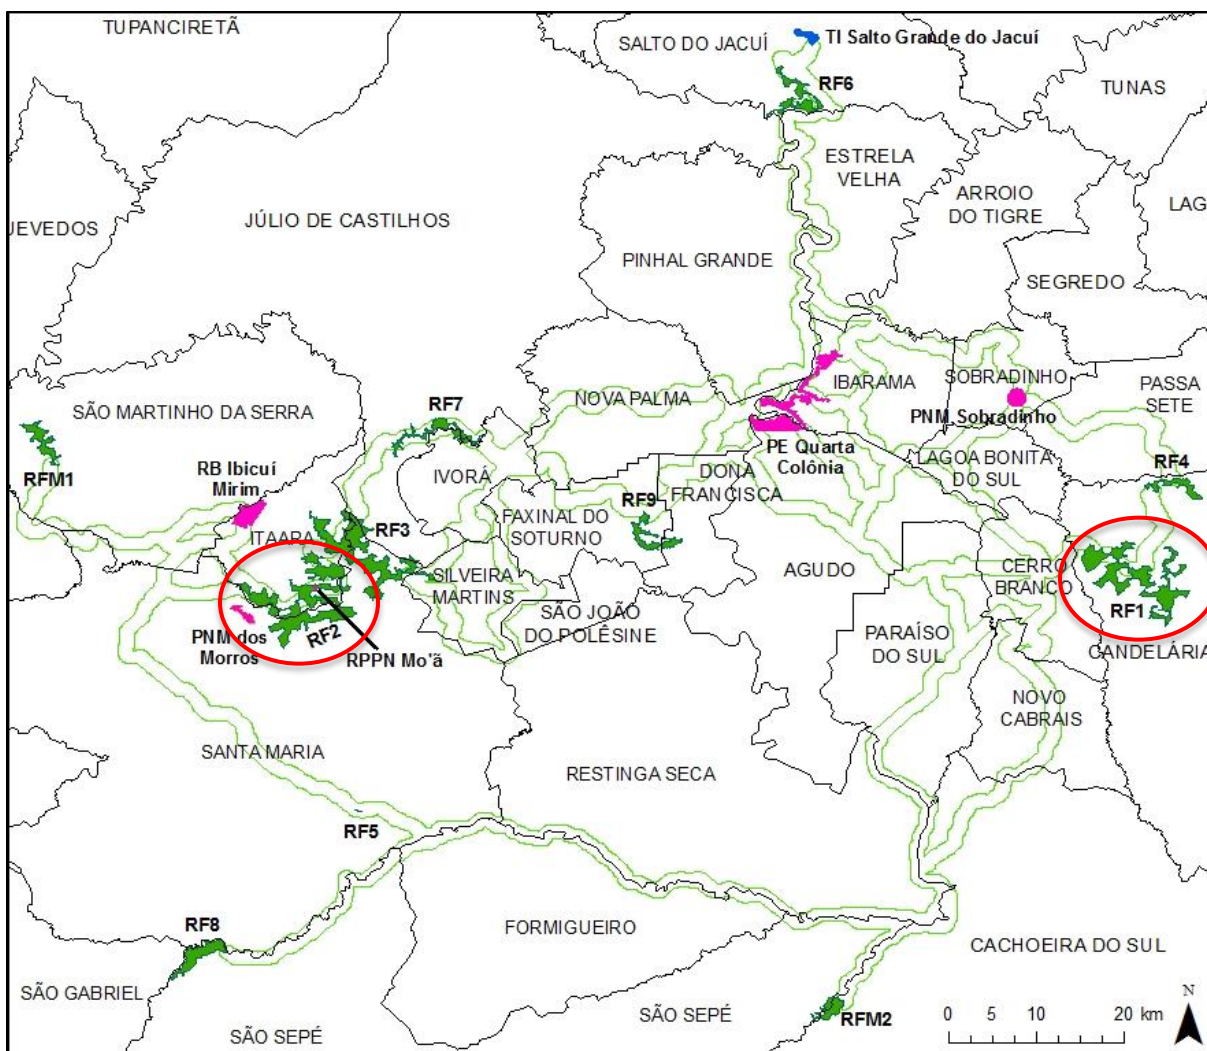 TUPANCIRETÃ
SALTO DO JACUÍ
TI Salto Grande do Jacuí
RF6
TUNAS
ESTRELA
VELHA
ARROIO
DO TIGRE
LAG
JÚLIO DE CASTILHOS
UEVEDOS
PINHAL GRANDE
SEGREDO
SÃO MARTINHO DA SERRA
RF7
NOVA PALMA
IBARAMA
SOBRADINHO
PNM Sobradinho
PASSA
SETE
PE Quarta
Colônia
RFM1
RB Ibicuí
Mirim
IVORÁ
DONA
FRANCISCA
LAGOA BONITA
DO SUL
RF4
RF9
FAXINAL DO
SOTURNO
ITAARA
RF3
SILVEIRA
MARTINS
AGUDO
CERRO
BRANCO
RF1
CANDELÁRIA
SÃO JOÃO
DO POLÊSINE
PARAÍSO
DO SUL
PNM dos
Morros
RF2
RPPN Mo'ã
NOVO
CABRAIS
SANTA MARIA
RESTINGA SECA
RF5
RF8
FORMIGUEIRO
CACHOEIRA DO SUL
SÃO GABRIEL
SÃO SEPÉ
SÃO SEPÉ
RFM2
N
0 5 10 20 km